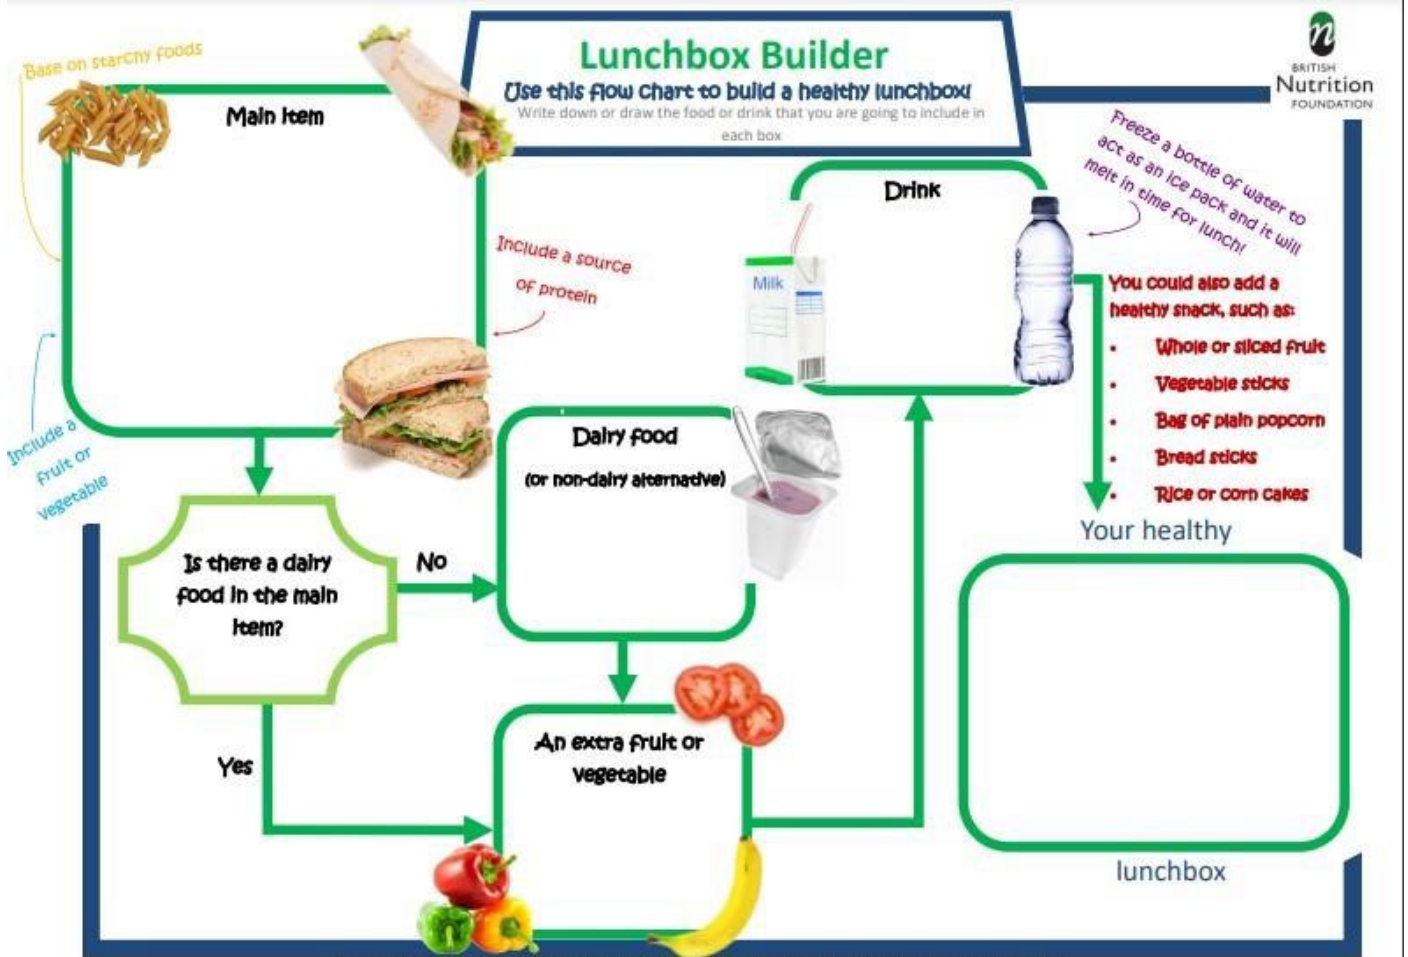 Lunchbox Builder
Use this flow chart to build a healthy lunchbox!
Write down or draw the food or drink that you are going to include in
each box
BRITISH
Nutrition
FOUNDATION
Base on starchy foods
Main item
Include a source
of protein
Include a
fruit or
vegetable
Drink
Milk
Freeze a bottle of water to
act as an ice pack and it will
melt in time for lunch!
You could also add a
healthy snack, such as:
• Whole or sliced fruit
• Vegetable sticks
• Bag of plain popcorn
• Bread sticks
• Rice or corn cakes
Dairy food
(or non-dairy alternative)
Is there a dairy
food in the main
item?
No
Yes
An extra fruit or
vegetable
Your healthy
lunchbox